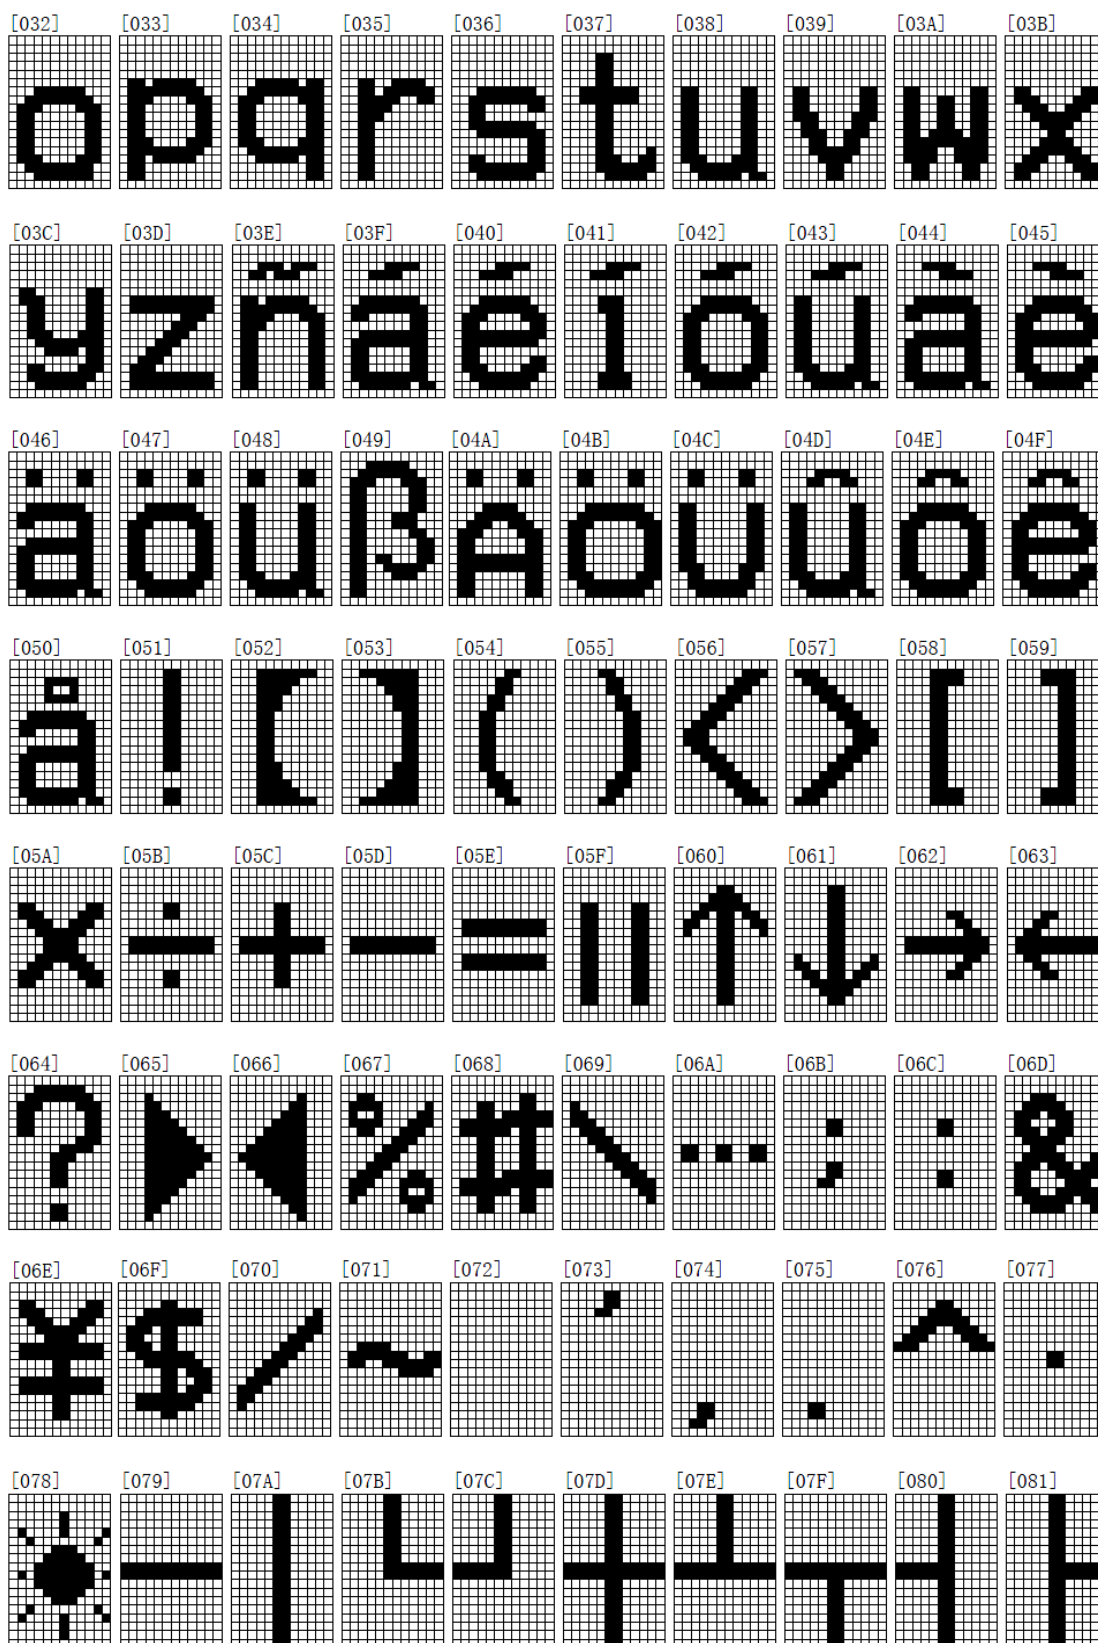 [032] [033] [034] [035] [036] [037] [038] [039] [03A] [03B]
o p q r s t u v w x
[03C] [03D] [03E] [03F] [040] [041] [042] [043] [044] [045]
y z ñ á é í ó ú à è
[046] [047] [048] [049] [04A] [04B] [04C] [04D] [04E] [04F]
ä ö ü ß Ä Ö Ü û ô ê
[050] [051] [052] [053] [054] [055] [056] [057] [058] [059]
å ! 【 】 ( ) < > [ ]
[05A] [05B] [05C] [05D] [05E] [05F] [060] [061] [062] [063]
× ÷ + − = ‖ ↑ ↓ → ←
[064] [065] [066] [067] [068] [069] [06A] [06B] [06C] [06D]
? ▶ ◀ % # \ … ; : &
[06E] [06F] [070] [071] [072] [073] [074] [075] [076] [077]
¥ $ / ~ ' , . ^ ·
[078] [079] [07A] [07B] [07C] [07D] [07E] [07F] [080] [081]
☀ ─ │ └ ┘ ┼ ┴ ┬ ┤ ├